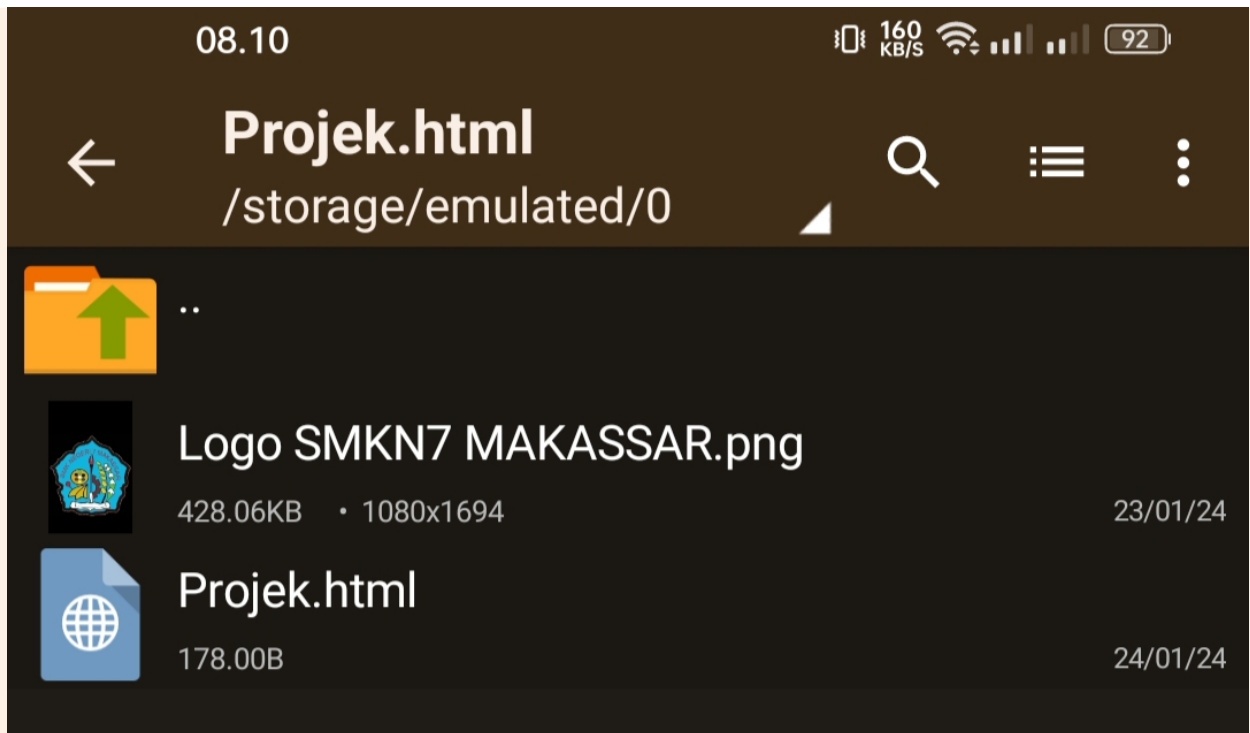 08.10
160
KB/S
92
Projek.html
/storage/emulated/0
..
Logo SMKN7 MAKASSAR.png
428.06KB • 1080x1694
23/01/24
Projek.html
178.00B
24/01/24